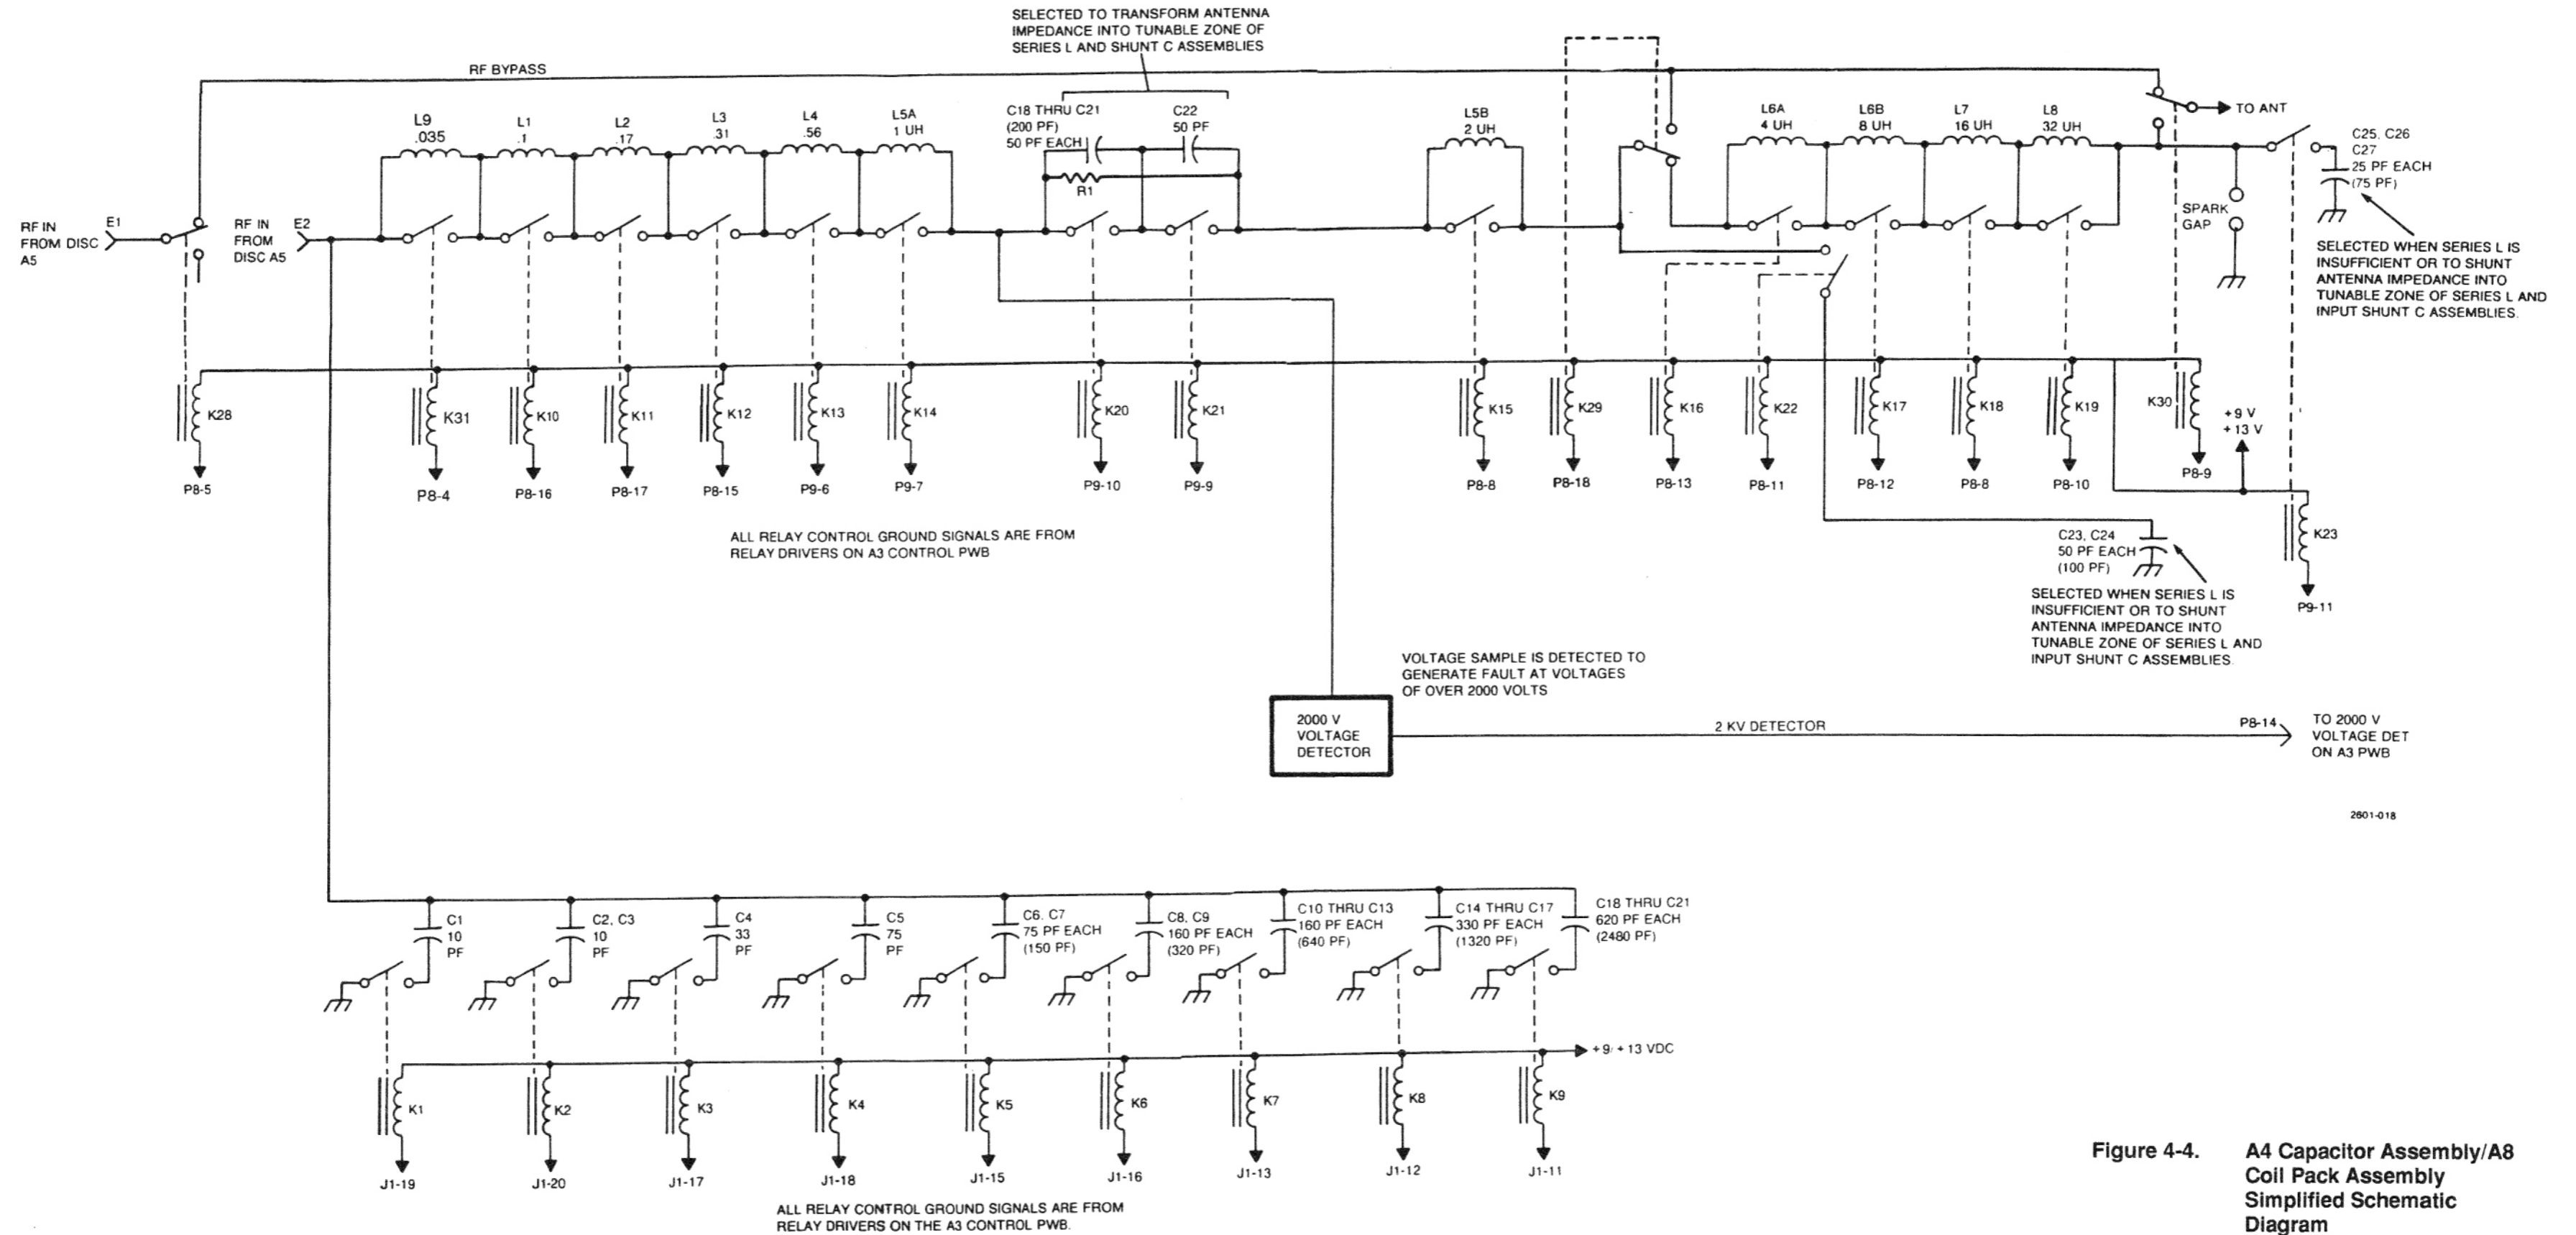 SELECTED TO TRANSFORM ANTENNA
IMPEDANCE INTO TUNABLE ZONE OF
SERIES L AND SHUNT C ASSEMBLIES
RF BYPASS
L9
.035
L1
.1
L2
.17
L3
.31
L4
.56
L5A
1 UH
C18 THRU C21
(200 PF)
50 PF EACH
C22
50 PF
R1
L5B
2 UH
L6A
4 UH
L6B
8 UH
L7
16 UH
L8
32 UH
TO ANT
C25, C26
C27
25 PF EACH
(75 PF)
RF IN
FROM DISC
A5
E1
RF IN
FROM
DISC A5
E2
SPARK
GAP
SELECTED WHEN SERIES L IS
INSUFFICIENT OR TO SHUNT
ANTENNA IMPEDANCE INTO
TUNABLE ZONE OF SERIES L AND
INPUT SHUNT C ASSEMBLIES.
K28
K31
K10
K11
K12
K13
K14
K20
K21
K15
K29
K16
K22
K17
K18
K19
K30
+9 V
+13 V
P8-5
P8-4
P8-16
P8-17
P8-15
P9-6
P9-7
P9-10
P9-9
P8-8
P8-18
P8-13
P8-11
P8-12
P8-8
P8-10
P8-9
K23
P9-11
ALL RELAY CONTROL GROUND SIGNALS ARE FROM
RELAY DRIVERS ON A3 CONTROL PWB
C23, C24
50 PF EACH
(100 PF)
SELECTED WHEN SERIES L IS
INSUFFICIENT OR TO SHUNT
ANTENNA IMPEDANCE INTO
TUNABLE ZONE OF SERIES L AND
INPUT SHUNT C ASSEMBLIES.
VOLTAGE SAMPLE IS DETECTED TO
GENERATE FAULT AT VOLTAGES
OF OVER 2000 VOLTS
2000 V
VOLTAGE
DETECTOR
2 KV DETECTOR
P8-14
TO 2000 V
VOLTAGE DET
ON A3 PWB
2601-018
C1
10
PF
C2, C3
10
PF
C4
33
PF
C5
75
PF
C6. C7
75 PF EACH
(150 PF)
C8, C9
160 PF EACH
(320 PF)
C10 THRU C13
160 PF EACH
(640 PF)
C14 THRU C17
330 PF EACH
(1320 PF)
C18 THRU C21
620 PF EACH
(2480 PF)
+9/+13 VDC
K1
K2
K3
K4
K5
K6
K7
K8
K9
J1-19
J1-20
J1-17
J1-18
J1-15
J1-16
J1-13
J1-12
J1-11
ALL RELAY CONTROL GROUND SIGNALS ARE FROM
RELAY DRIVERS ON THE A3 CONTROL PWB.
Figure 4-4. A4 Capacitor Assembly/A8
Coil Pack Assembly
Simplified Schematic
Diagram